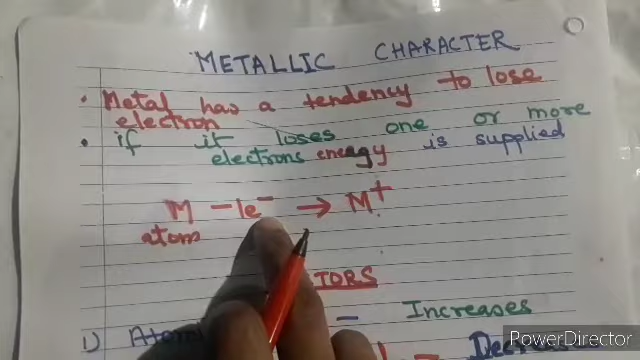 METALLIC CHARACTER
• Metal has a tendency to lose
electron
• if it loses one or more
electrons energy is supplied
M – 1e⁻ → M⁺
atom
TORS
– Increases
1) Atom
PowerDirector